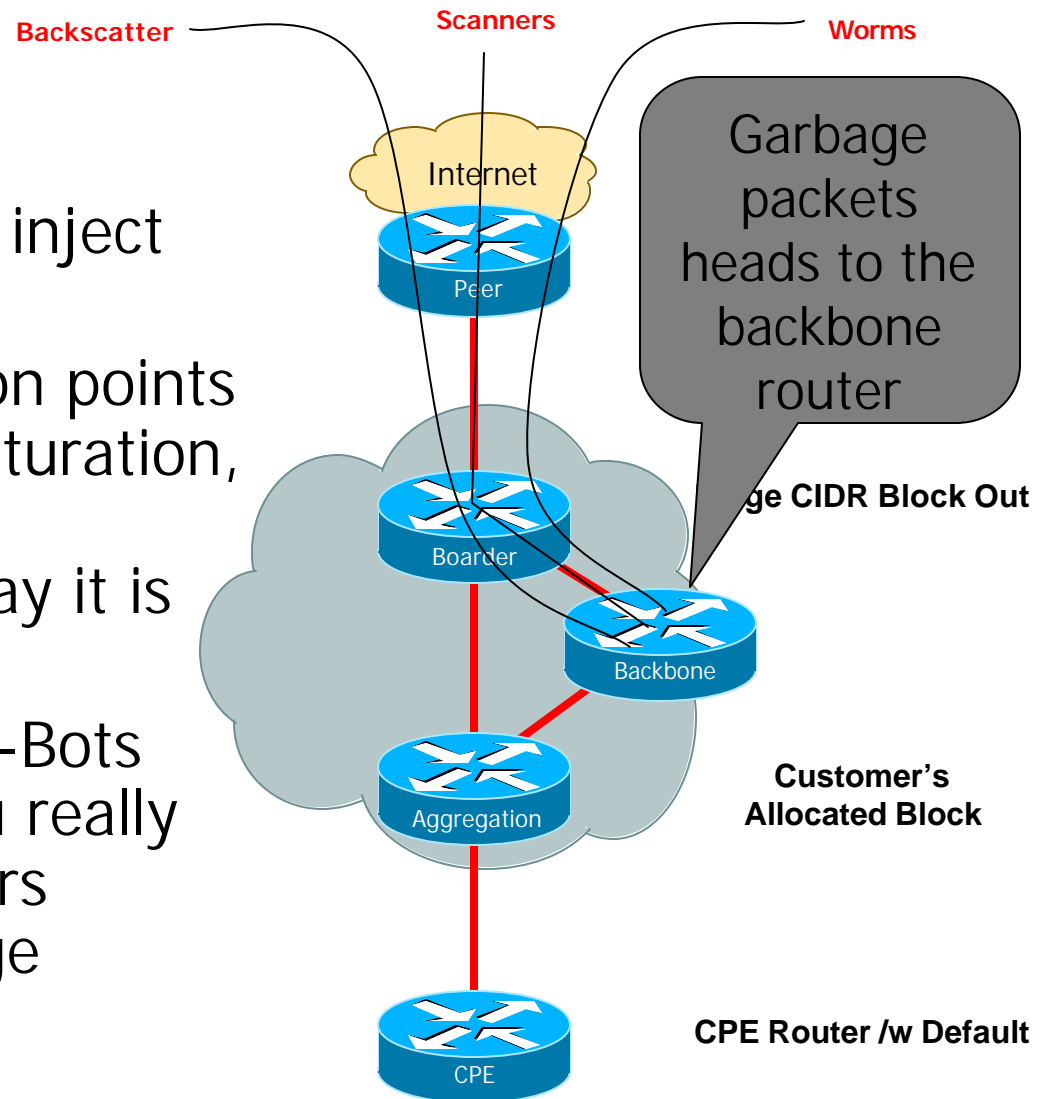 Backscatter
Scanners
Worms
Internet
Garbage
packets
heads to the
backbone
router
inject
Peer
on points
turation,
ge CIDR Block Out
Boarder
ay it is
Backbone
-Bots
u really
rs
ge
Customer's
Allocated Block
Aggregation
CPE Router /w Default
CPE